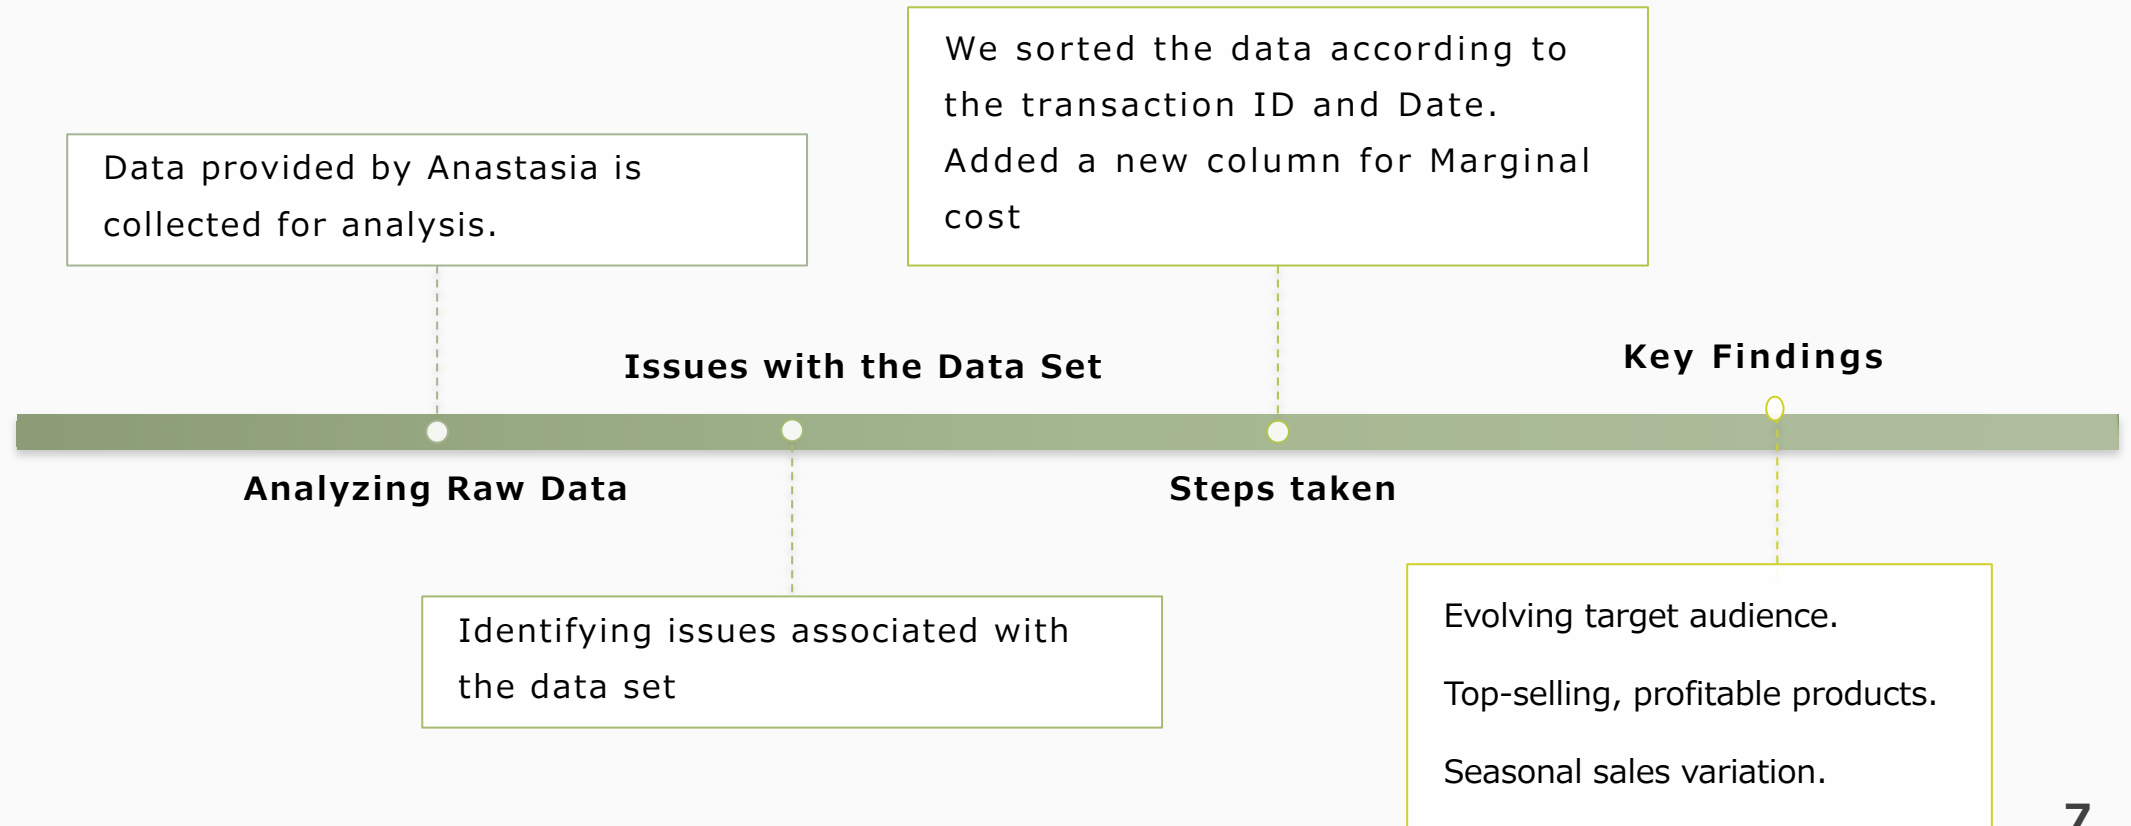 We sorted the data according to
the transaction ID and Date.
Added a new column for Marginal
cost
Data provided by Anastasia is
collected for analysis.
Issues with the Data Set
Key Findings
Analyzing Raw Data
Steps taken
Identifying issues associated with
the data set
Evolving target audience.
Top-selling, profitable products.
Seasonal sales variation.
7